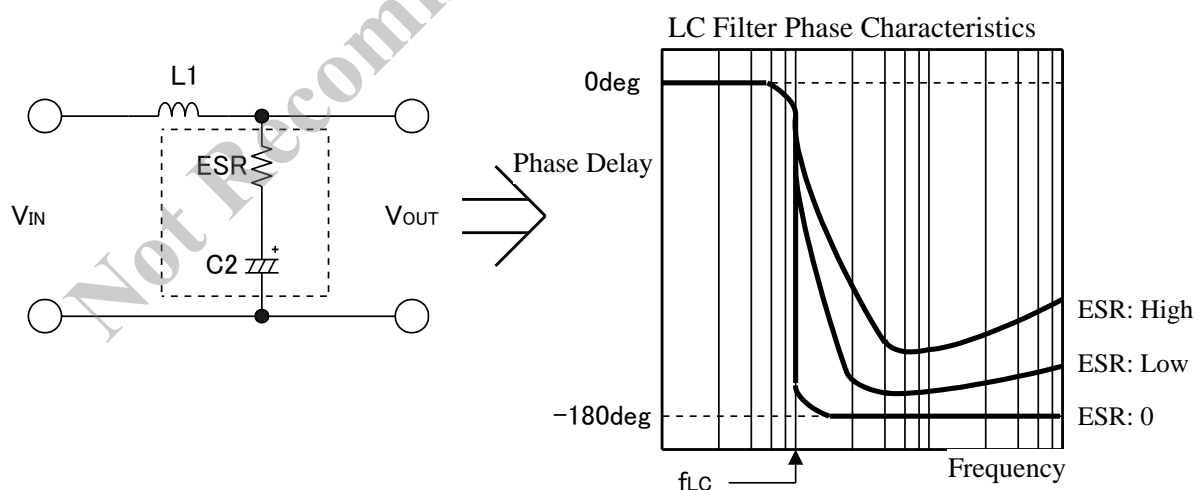 LC Filter Phase Characteristics
L1
ESR
VIN
VOUT
C2
+
Phase Delay
0deg
-180deg
ESR: High
ESR: Low
ESR: 0
Frequency
fLC
Not Recomm